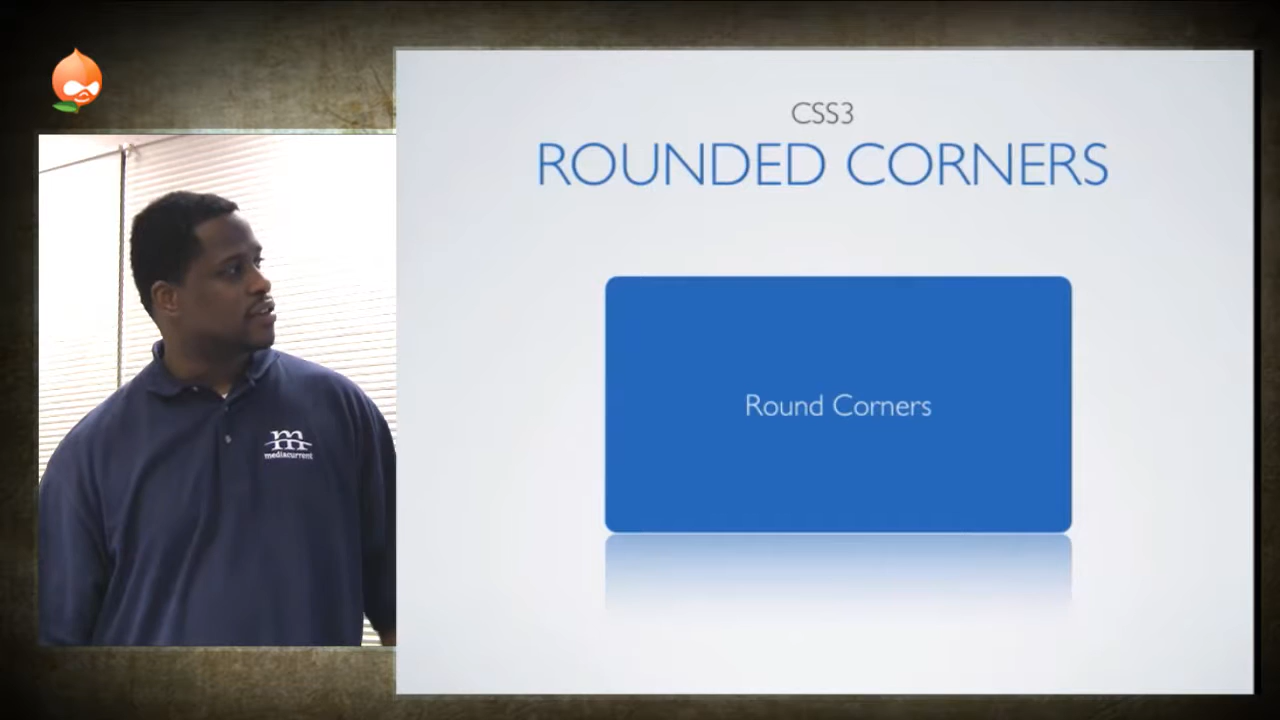 CSS3
ROUNDED CORNERS
Round Corners
m
mediacurrent